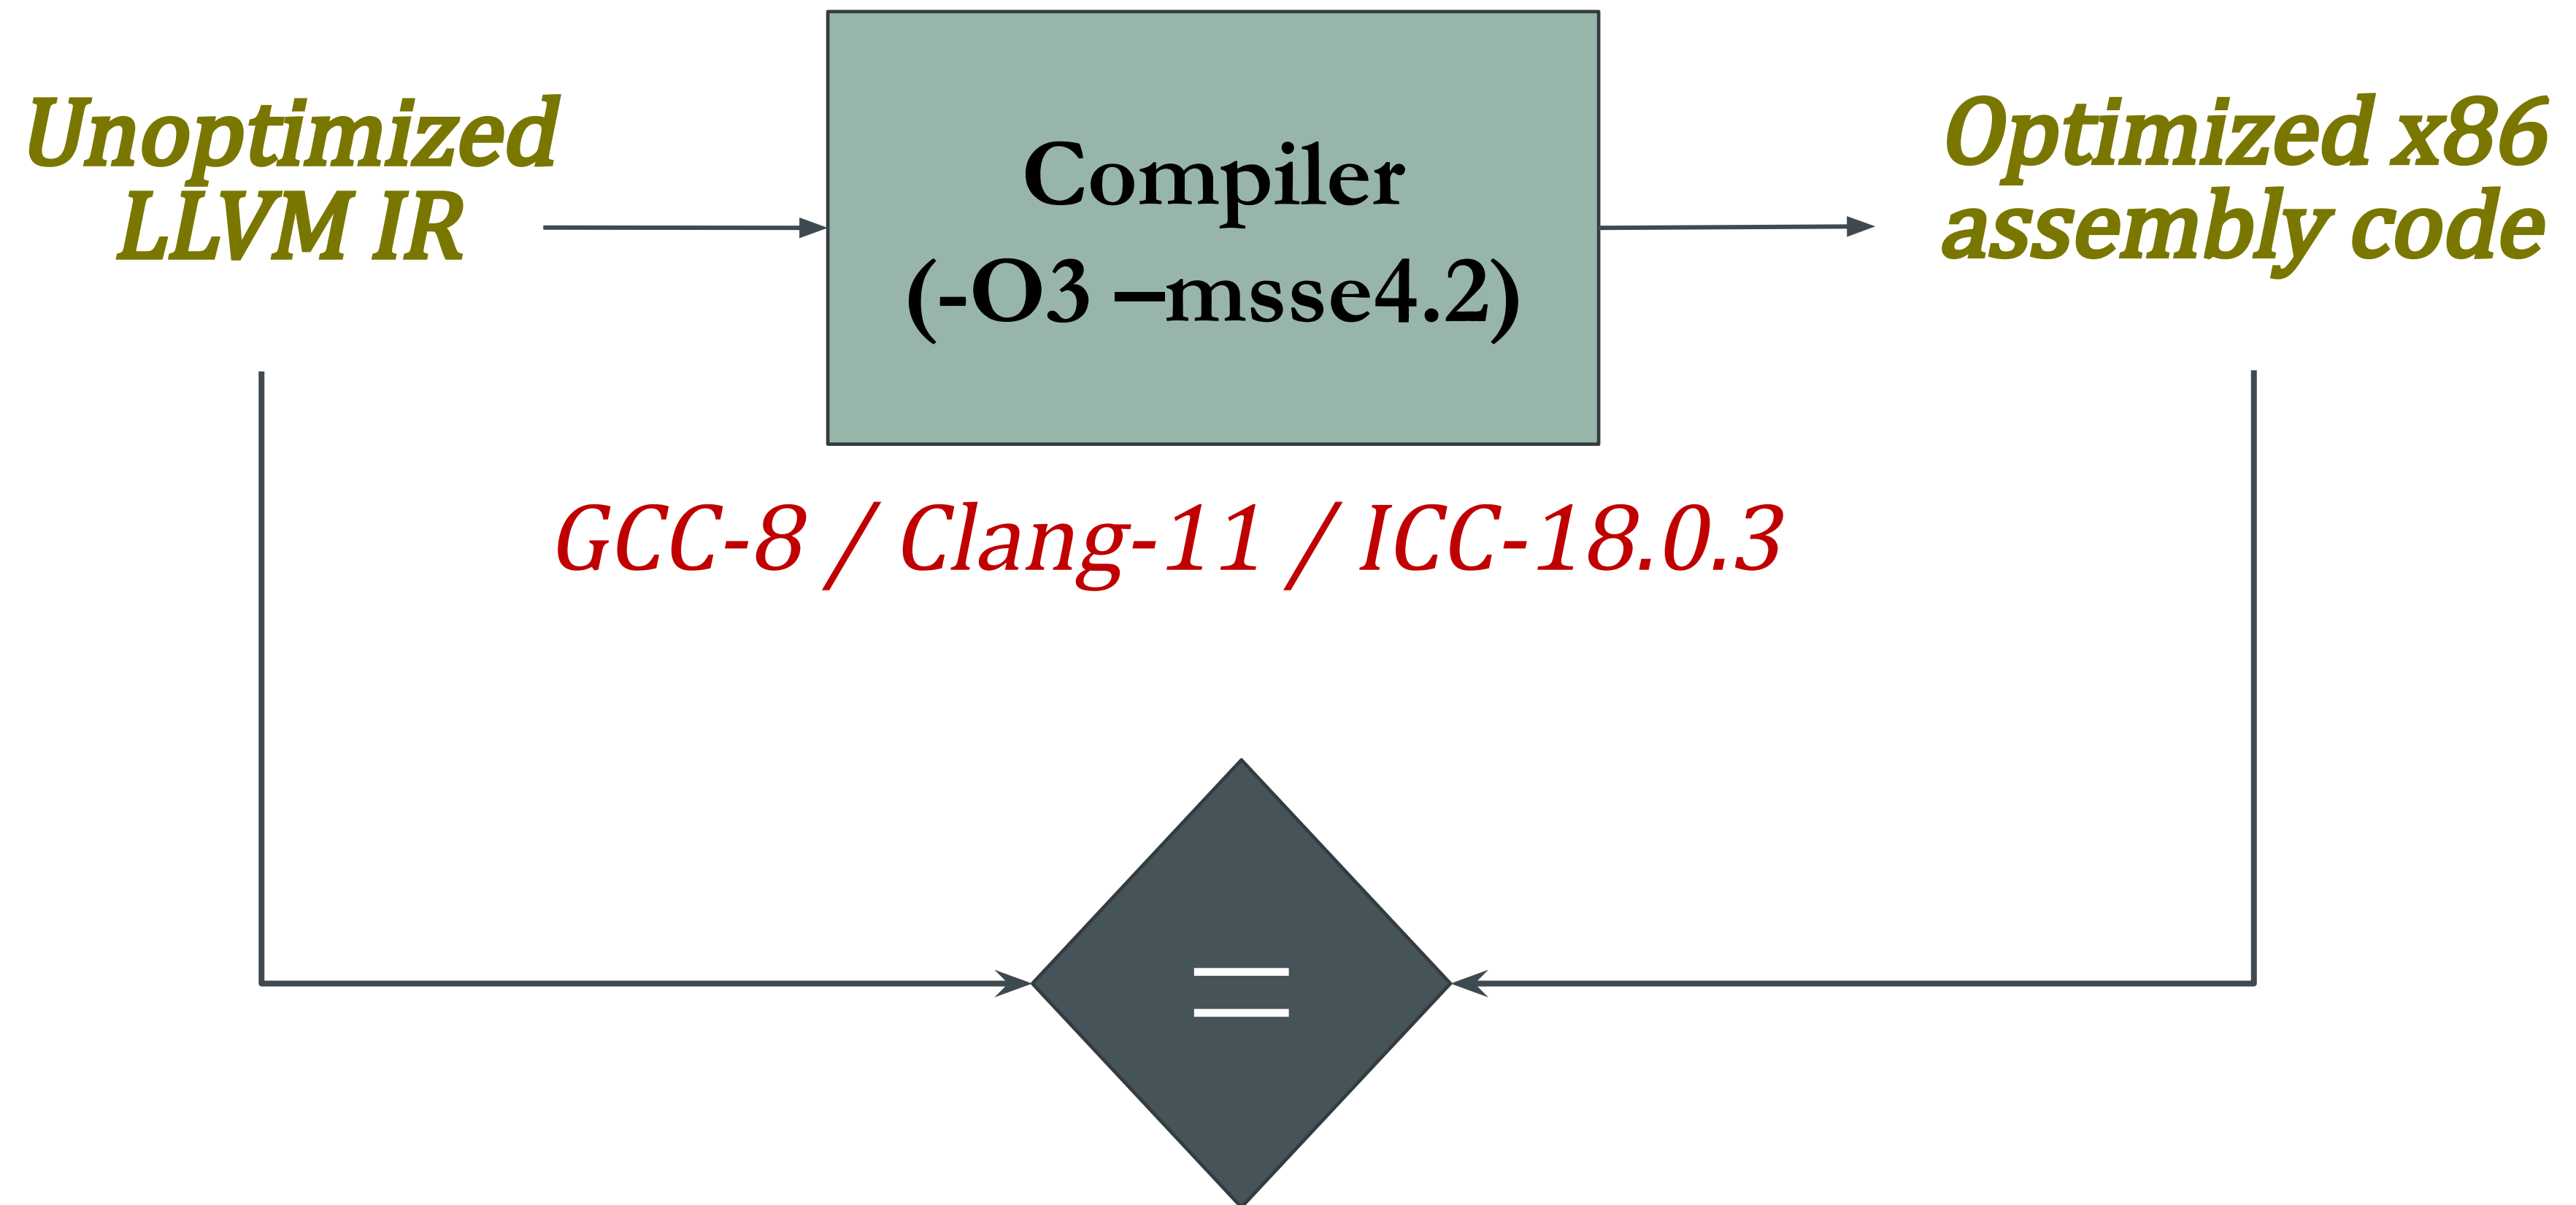 Unoptimized
LLVM IR
Compiler
(-O3 –msse4.2)
Optimized x86
assembly code
GCC-8 / Clang-11 / ICC-18.0.3
=